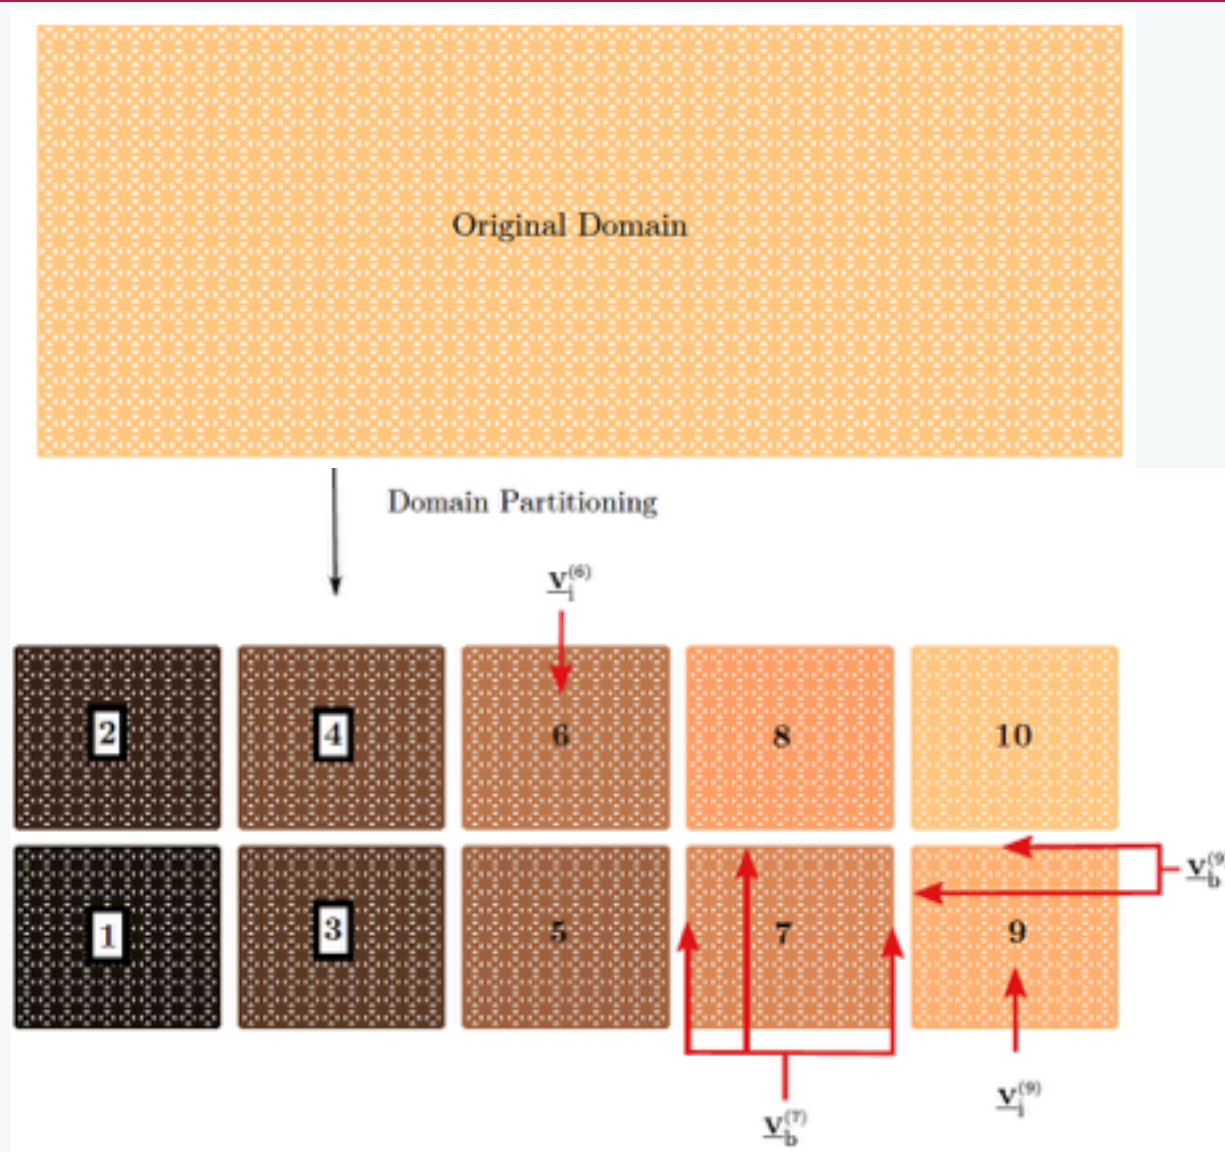 Original Domain
Domain Partitioning
v_i^(6)
2 4 6 8 10
1 3 5 7 9
v_b^(9
v_i^(9)
v_b^(7)